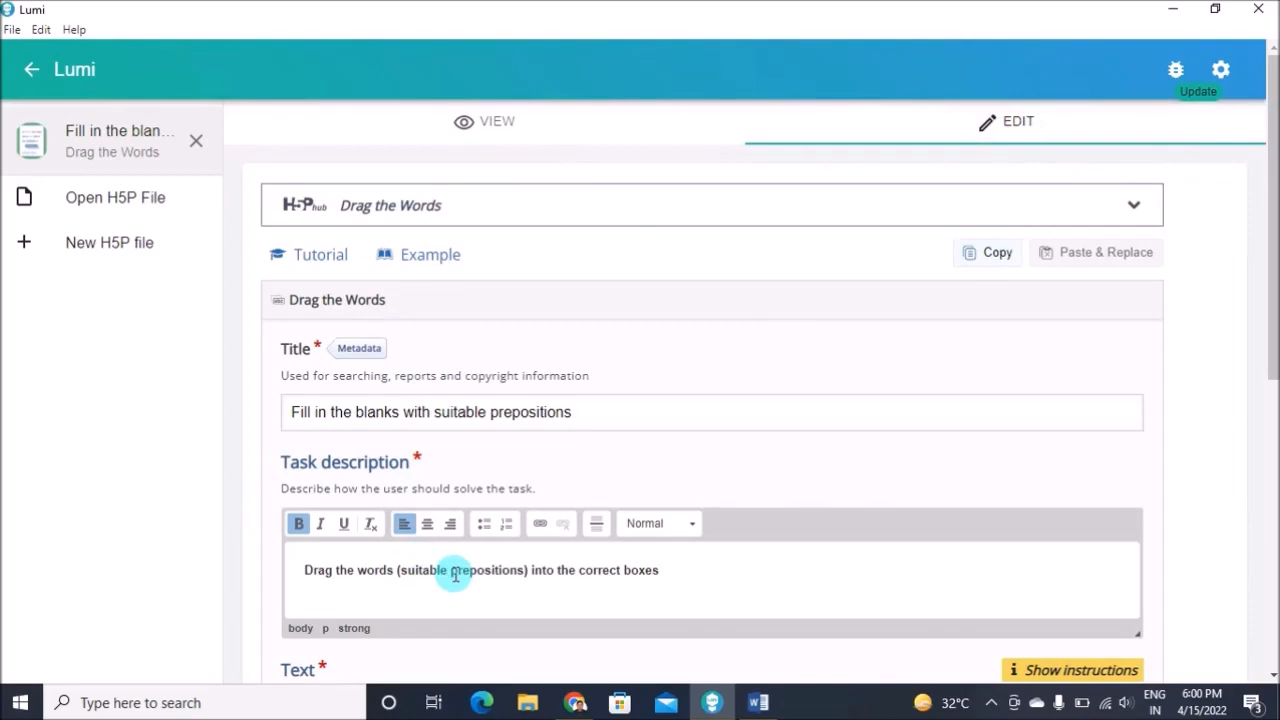 Lumi
File Edit Help
Lumi
Update
Fill in the blan...
Drag the Words
VIEW
EDIT
Open H5P File
New H5P file
H5P hub Drag the Words
Tutorial
Example
Copy
Paste & Replace
Drag the Words
Title *
Metadata
Used for searching, reports and copyright information
Fill in the blanks with suitable prepositions
Task description *
Describe how the user should solve the task.
B I U Tx
Normal
Drag the words (suitable prepositions) into the correct boxes
body p strong
Text *
Show instructions
Type here to search
32°C
ENG
IN
6:00 PM
4/15/2022
3